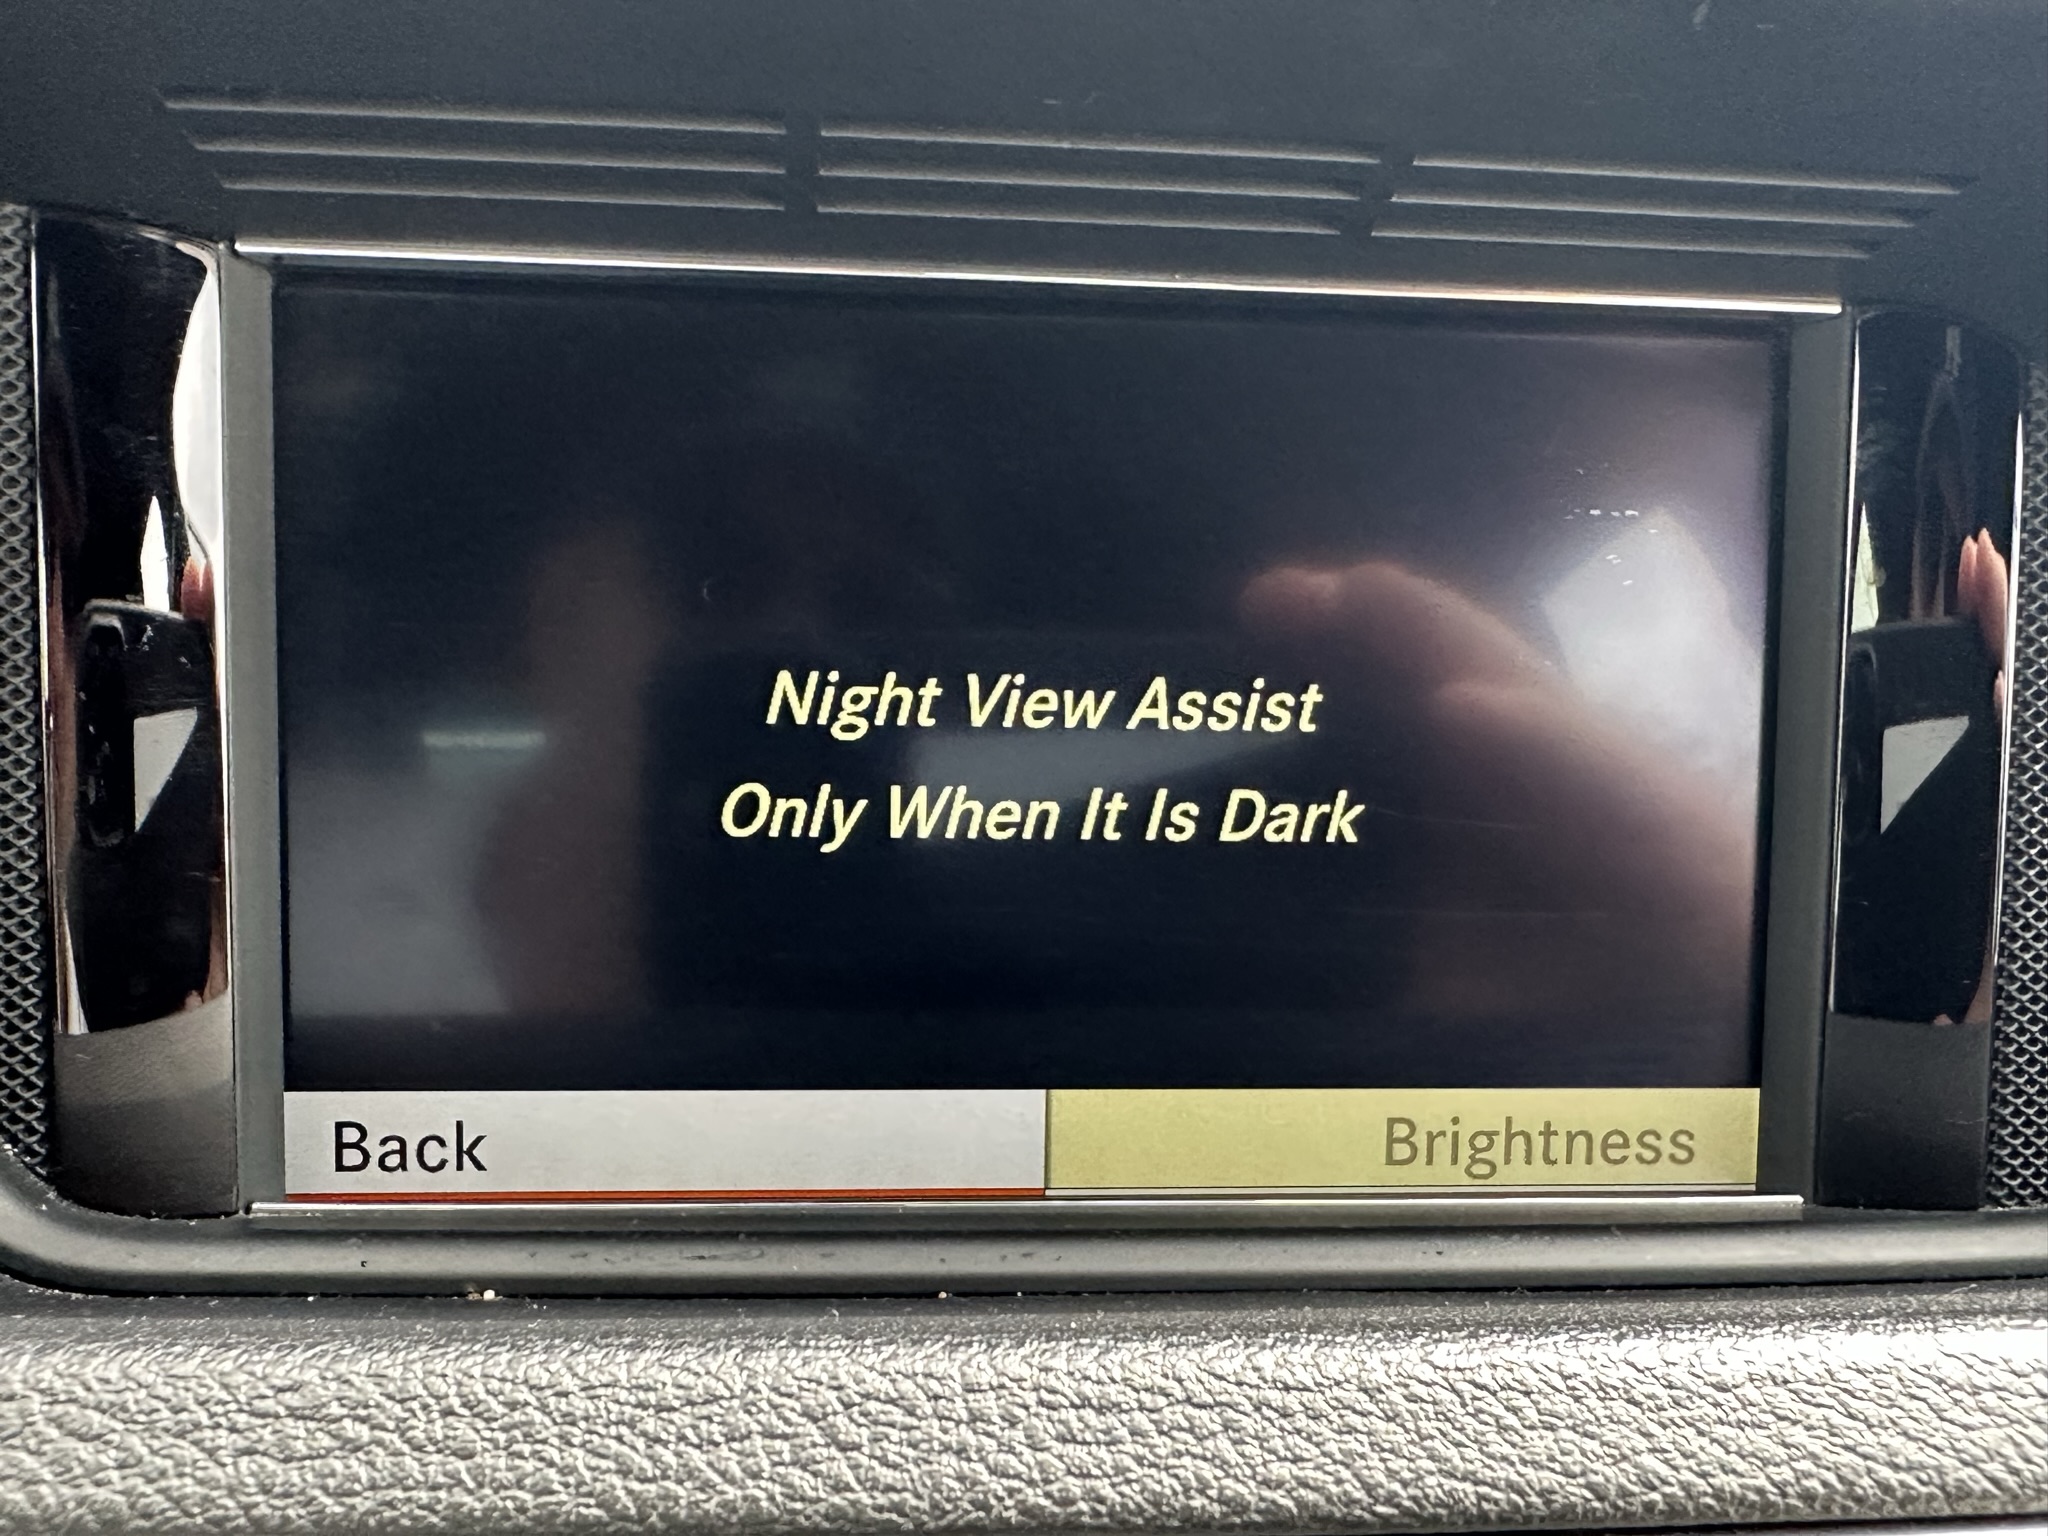 Night View Assist
Only When It Is Dark
Back
Brightness